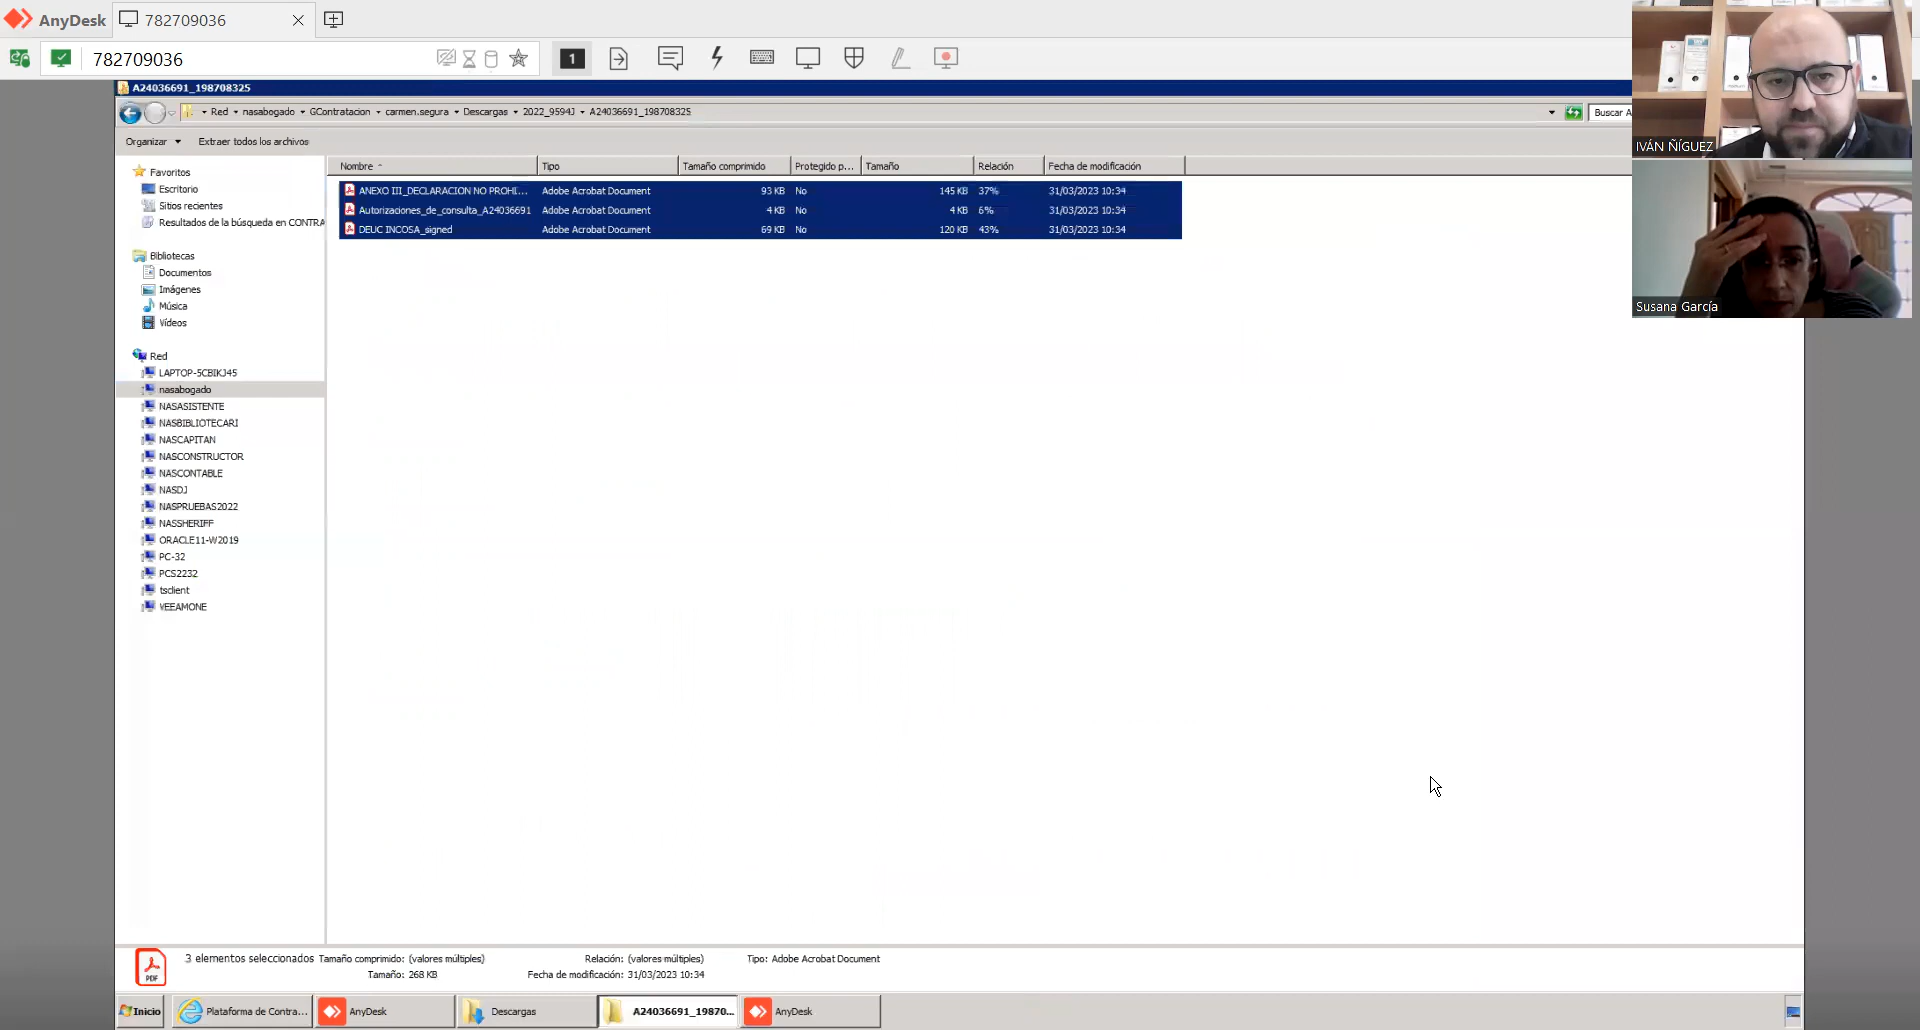 AnyDesk 782709036
782709036 1
A24036691_198708325
Red nasabogado GContratacion carmen.segura Descargas 2022_9594J A24036691_198708325 Buscar A
Organizar Extraer todos los archivos
Nombre Tipo Tamaño comprimido Protegido p... Tamaño Relación Fecha de modificación
ANEXO III_DECLARACION NO PROHI... Adobe Acrobat Document 93 KB No 145 KB 37% 31/03/2023 10:34
Autorizaciones_de_consulta_A24036691 Adobe Acrobat Document 4 KB No 4 KB 6% 31/03/2023 10:34
DEUC INCOSA_signed Adobe Acrobat Document 69 KB No 120 KB 43% 31/03/2023 10:34
Favoritos
Escritorio
Sitios recientes
Resultados de la búsqueda en CONTRA
Bibliotecas
Documentos
Imágenes
Música
Vídeos
Red
LAPTOP-5CBIKJ45
nasabogado
NASASISTENTE
NASBIBLIOTECARI
NASCAPITAN
NASCONSTRUCTOR
NASCONTABLE
NASDJ
NASPRUEBAS2022
NASSHERIFF
ORACLE11-W2019
PC-32
PCS2232
tsclient
VEEAMONE
IVÁN ÑÍGUEZ
Susana García
3 elementos seleccionados Tamaño comprimido: (valores múltiples) Relación: (valores múltiples) Tipo: Adobe Acrobat Document
Tamaño: 268 KB Fecha de modificación: 31/03/2023 10:34
PDF
Inicio Plataforma de Contra... AnyDesk Descargas A24036691_19870... AnyDesk